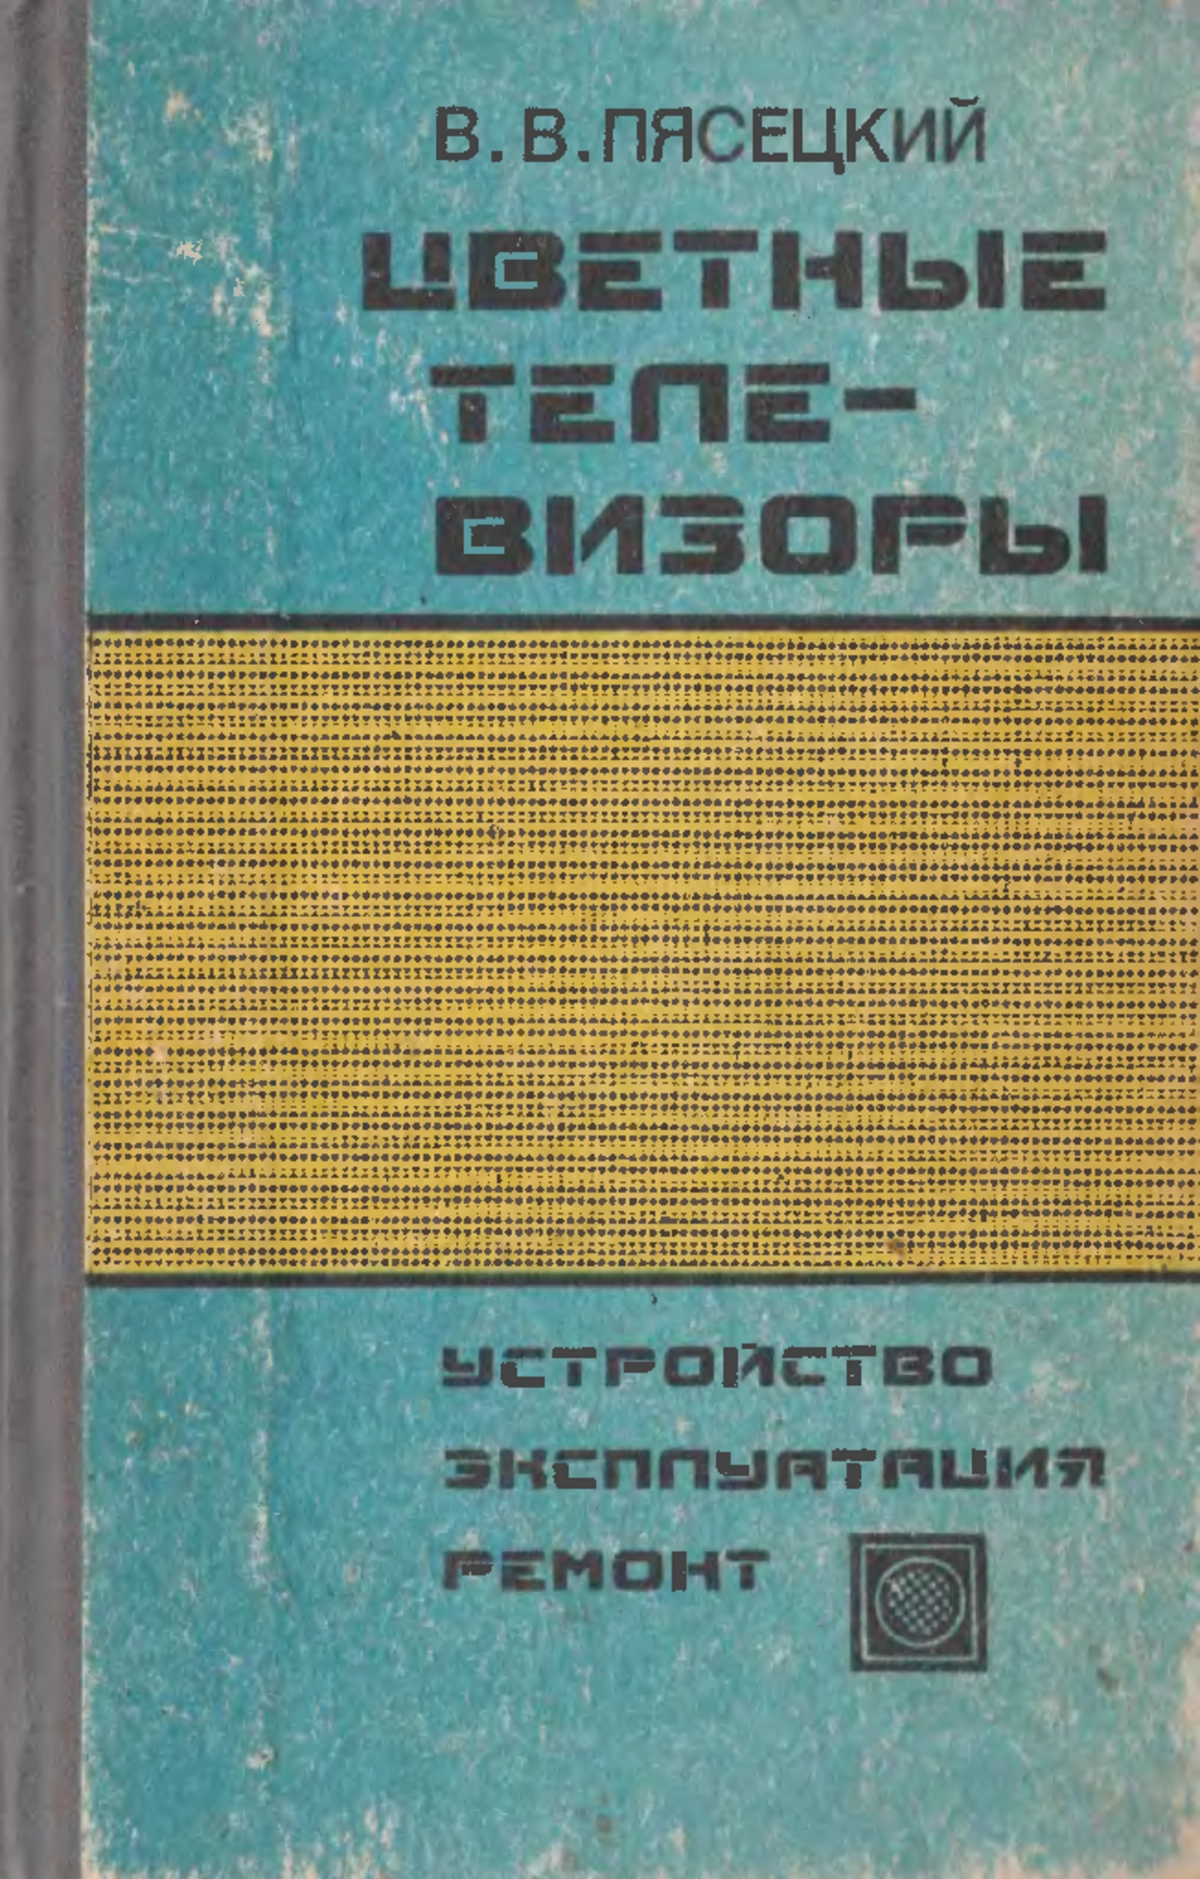 В. В. ПЯСЕЦКИЙ
ЦВЕТНЫЕ
ТЕЛЕ-
ВИЗОРЫ
УСТРОЙСТВО
ЭКСПЛУАТАЦИЯ
РЕМОНТ